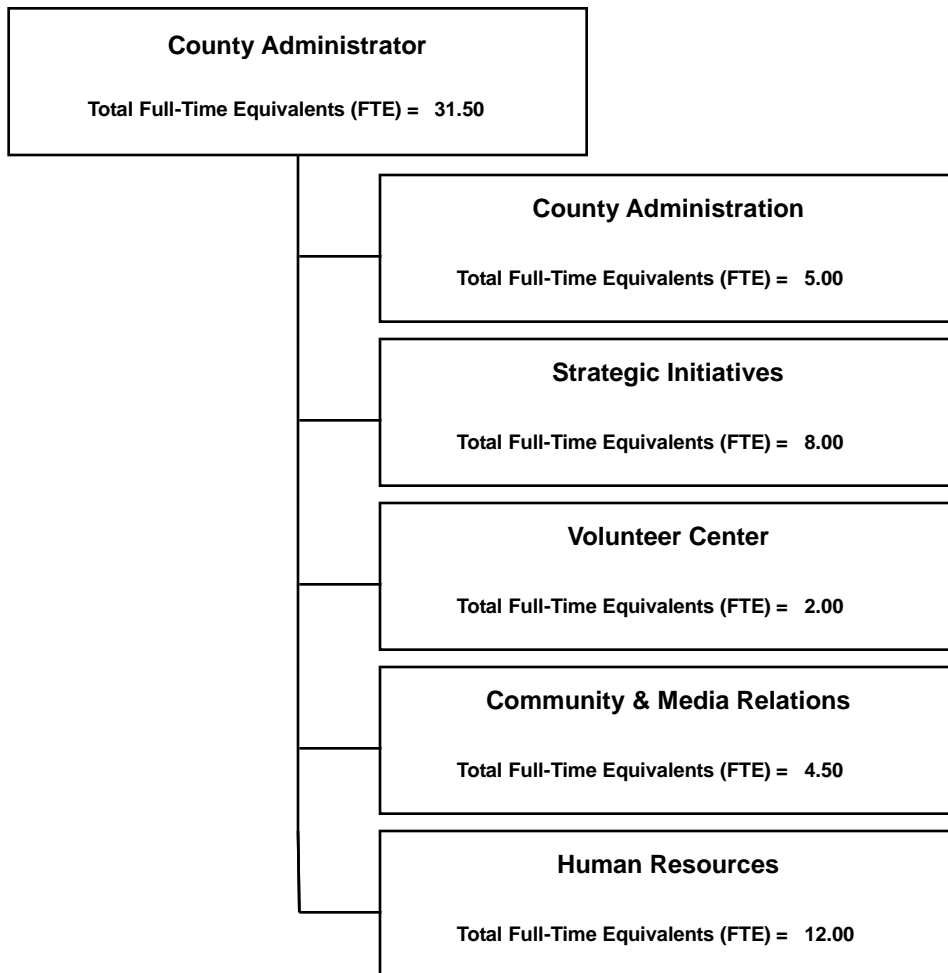 County Administrator
Total Full-Time Equivalents (FTE) = 31.50
County Administration
Total Full-Time Equivalents (FTE) = 5.00
Strategic Initiatives
Total Full-Time Equivalents (FTE) = 8.00
Volunteer Center
Total Full-Time Equivalents (FTE) = 2.00
Community & Media Relations
Total Full-Time Equivalents (FTE) = 4.50
Human Resources
Total Full-Time Equivalents (FTE) = 12.00